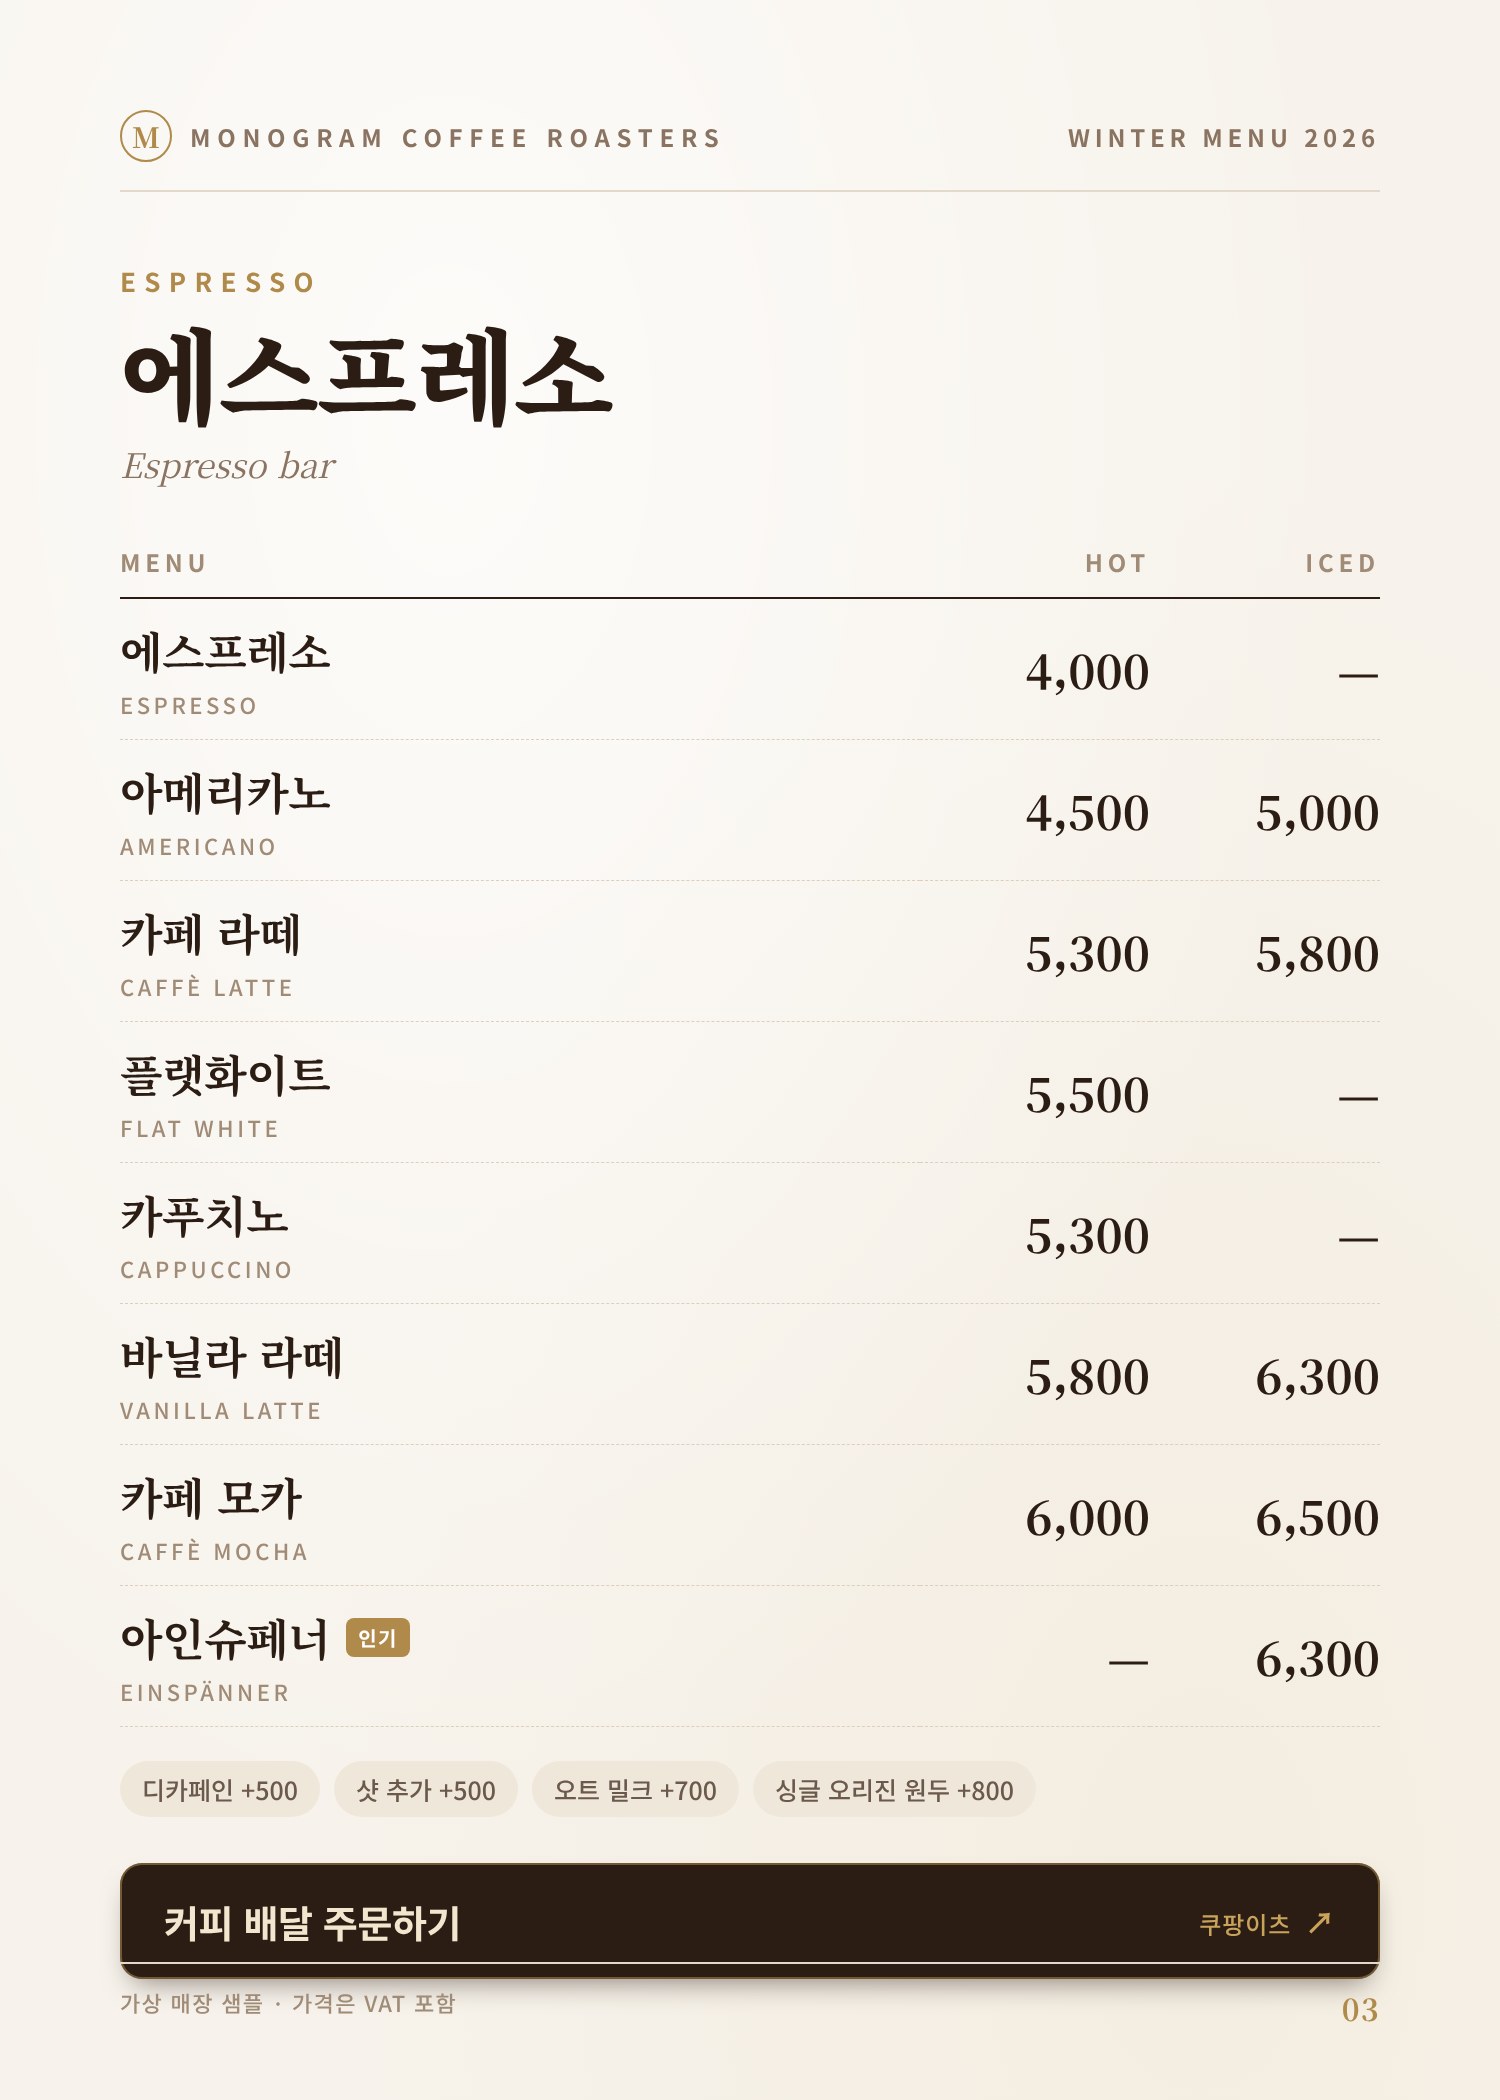 M MONOGRAM COFFEE ROASTERS WINTER MENU 2026
ESPRESSO
에스프레소
Espresso bar
MENU HOT ICED
에스프레소 4,000 —
ESPRESSO
아메리카노 4,500 5,000
AMERICANO
카페 라떼 5,300 5,800
CAFFÈ LATTE
플랫화이트 5,500 —
FLAT WHITE
카푸치노 5,300 —
CAPPUCCINO
바닐라 라떼 5,800 6,300
VANILLA LATTE
카페 모카 6,000 6,500
CAFFÈ MOCHA
아인슈페너 인기 — 6,300
EINSPÄNNER
디카페인 +500 샷 추가 +500 오트 밀크 +700 싱글 오리진 원두 +800
커피 배달 주문하기 쿠팡이츠 ↗
가상 매장 샘플 · 가격은 VAT 포함 03